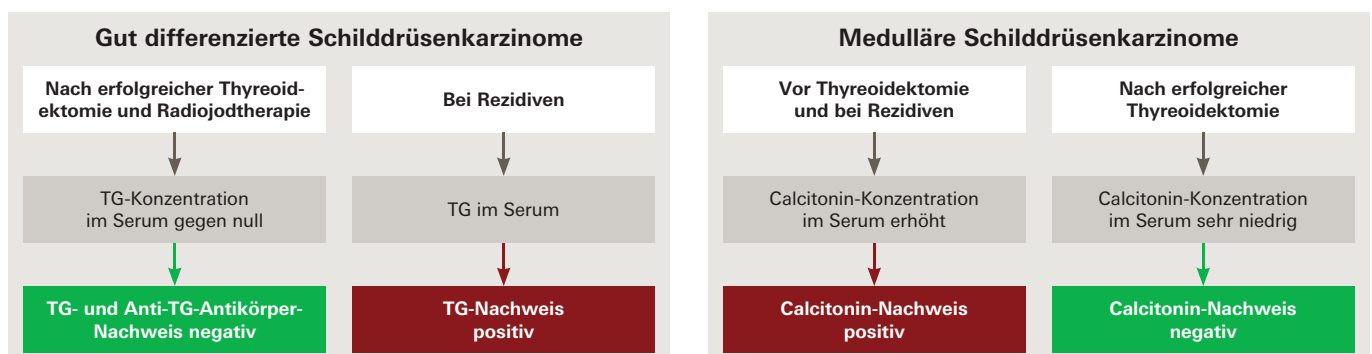 Gut differenzierte Schilddrüsenkarzinome
Nach erfolgreicher Thyreoid-
ektomie und Radiojodtherapie
TG-Konzentration
im Serum gegen null
TG- und Anti-TG-Antikörper-
Nachweis negativ
Bei Rezidiven
TG im Serum
TG-Nachweis
positiv
Medulläre Schilddrüsenkarzinome
Vor Thyreoidektomie
und bei Rezidiven
Calcitonin-Konzentration
im Serum erhöht
Calcitonin-Nachweis
positiv
Nach erfolgreicher
Thyreoidektomie
Calcitonin-Konzentration
im Serum sehr niedrig
Calcitonin-Nachweis
negativ